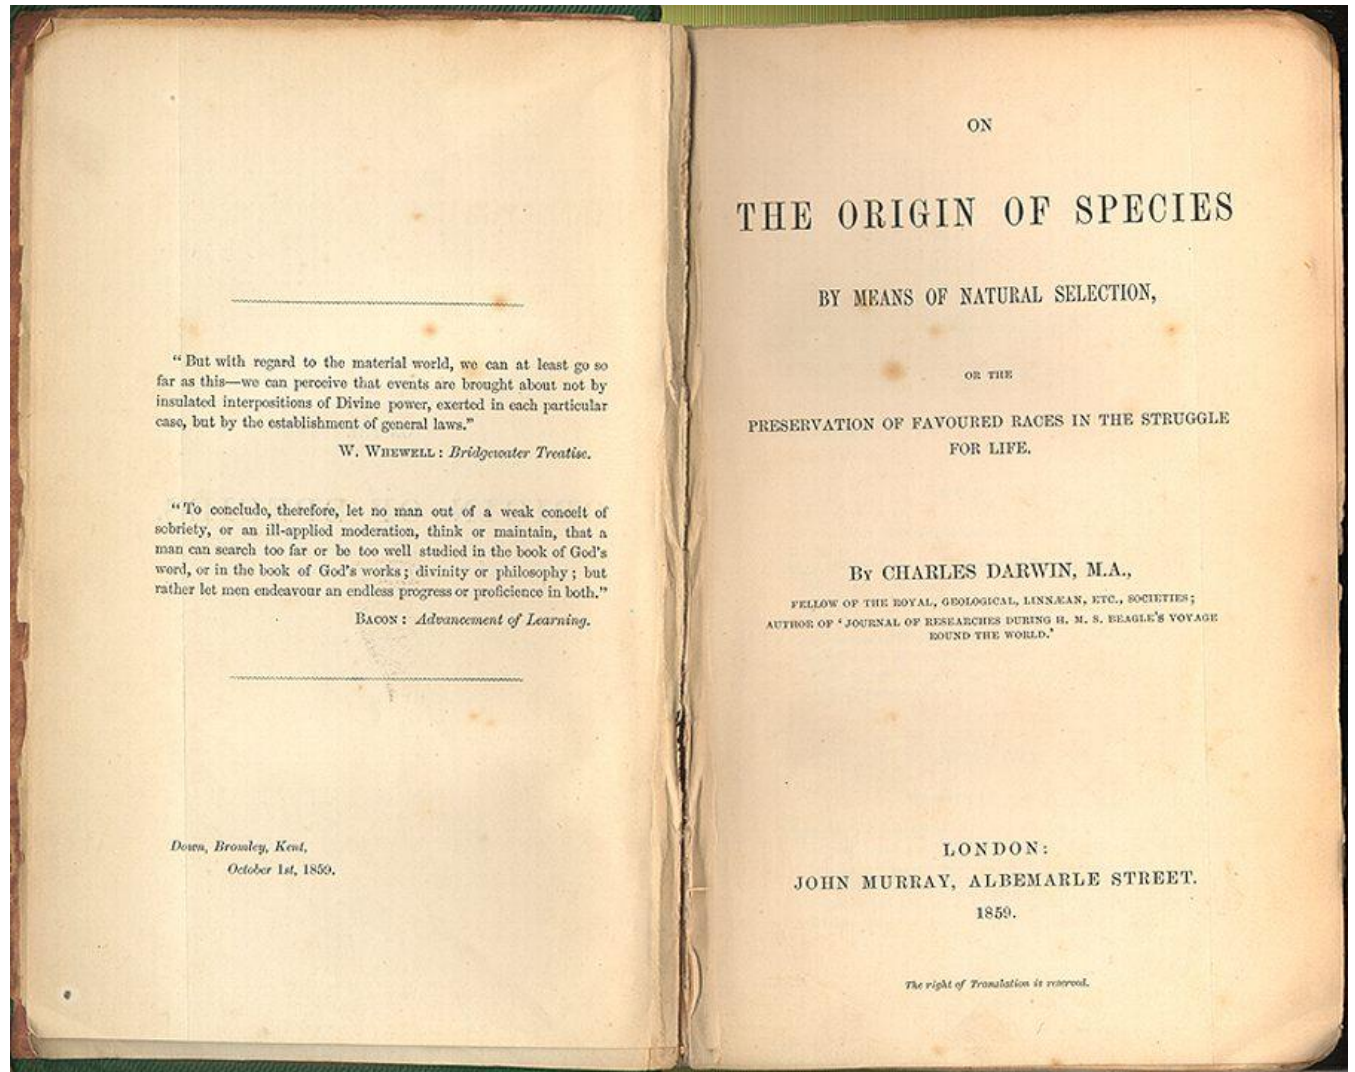 “But with regard to the material world, we can at least go so
far as this—we can perceive that events are brought about not by
insulated interpositions of Divine power, exerted in each particular
case, but by the establishment of general laws.”
W. WHEWELL: Bridgewater Treatise.
“To conclude, therefore, let no man out of a weak conceit of
sobriety, or an ill-applied moderation, think or maintain, that a
man can search too far or be too well studied in the book of God's
word, or in the book of God's works; divinity or philosophy; but
rather let men endeavour an endless progress or proficience in both.”
BACON: Advancement of Learning.
Down, Bromley, Kent,
October 1st, 1859.
ON
THE ORIGIN OF SPECIES
BY MEANS OF NATURAL SELECTION,
OR THE
PRESERVATION OF FAVOURED RACES IN THE STRUGGLE
FOR LIFE.
BY CHARLES DARWIN, M.A.,
FELLOW OF THE ROYAL, GEOLOGICAL, LINNÆAN, ETC., SOCIETIES;
AUTHOR OF ‘JOURNAL OF RESEARCHES DURING H. M. S. BEAGLE'S VOYAGE
ROUND THE WORLD.’
LONDON:
JOHN MURRAY, ALBEMARLE STREET.
1859.
The right of Translation is reserved.